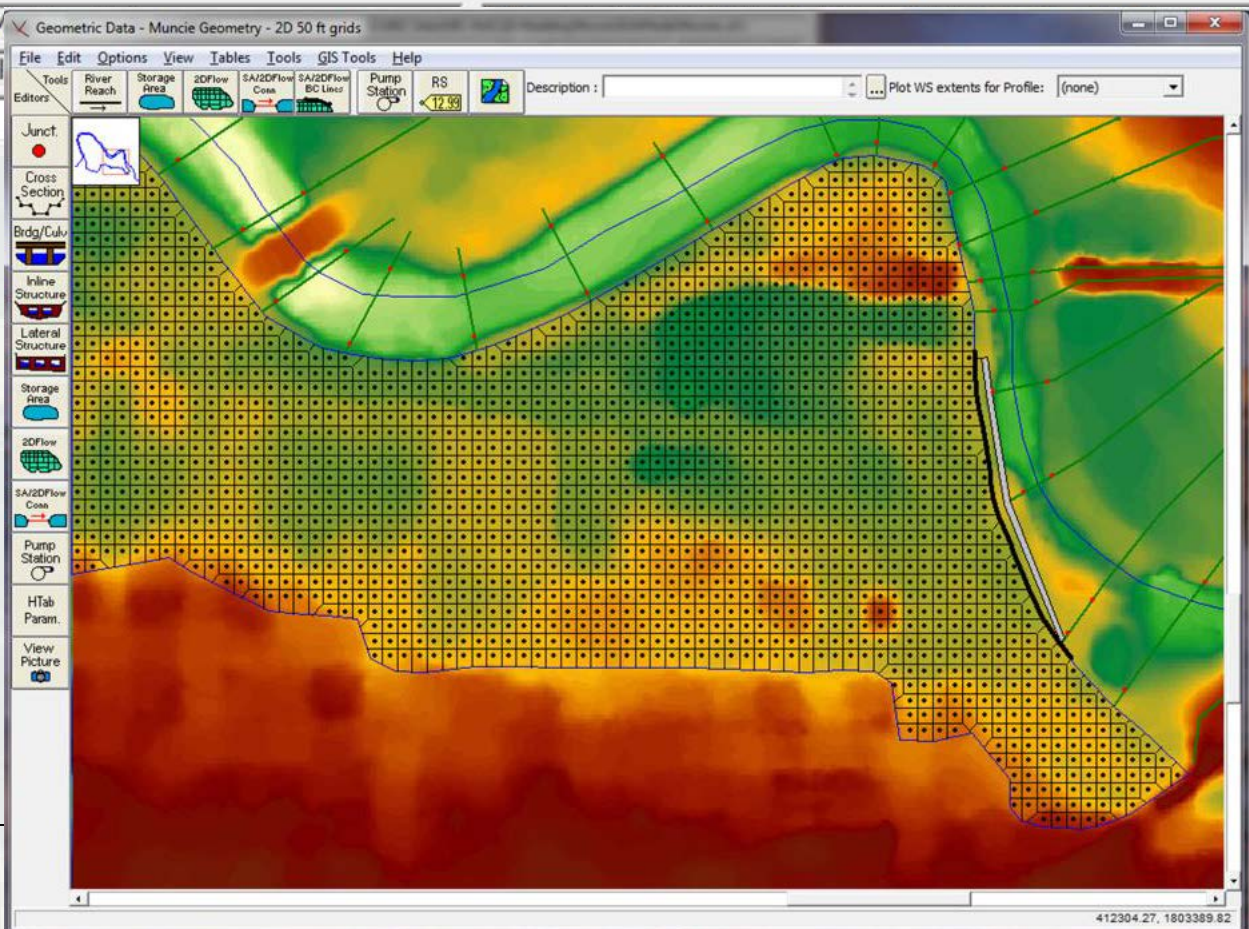 Geometric Data - Muncie Geometry - 2D 50 ft grids
File Edit Options View Tables Tools GIS Tools Help
Tools
Editors
River
Reach
Storage
Area
2DFlow
SA/2DFlow
Conn
SA/2DFlow
BC Lines
Pump
Station
RS
12.99
Description :
...
Plot WS extents for Profile:
(none)
Junct.
Cross
Section
Brdg/Culv
Inline
Structure
Lateral
Structure
Storage
Area
2DFlow
SA/2DFlow
Conn
Pump
Station
HTab
Param.
View
Picture
412304.27, 1803389.82